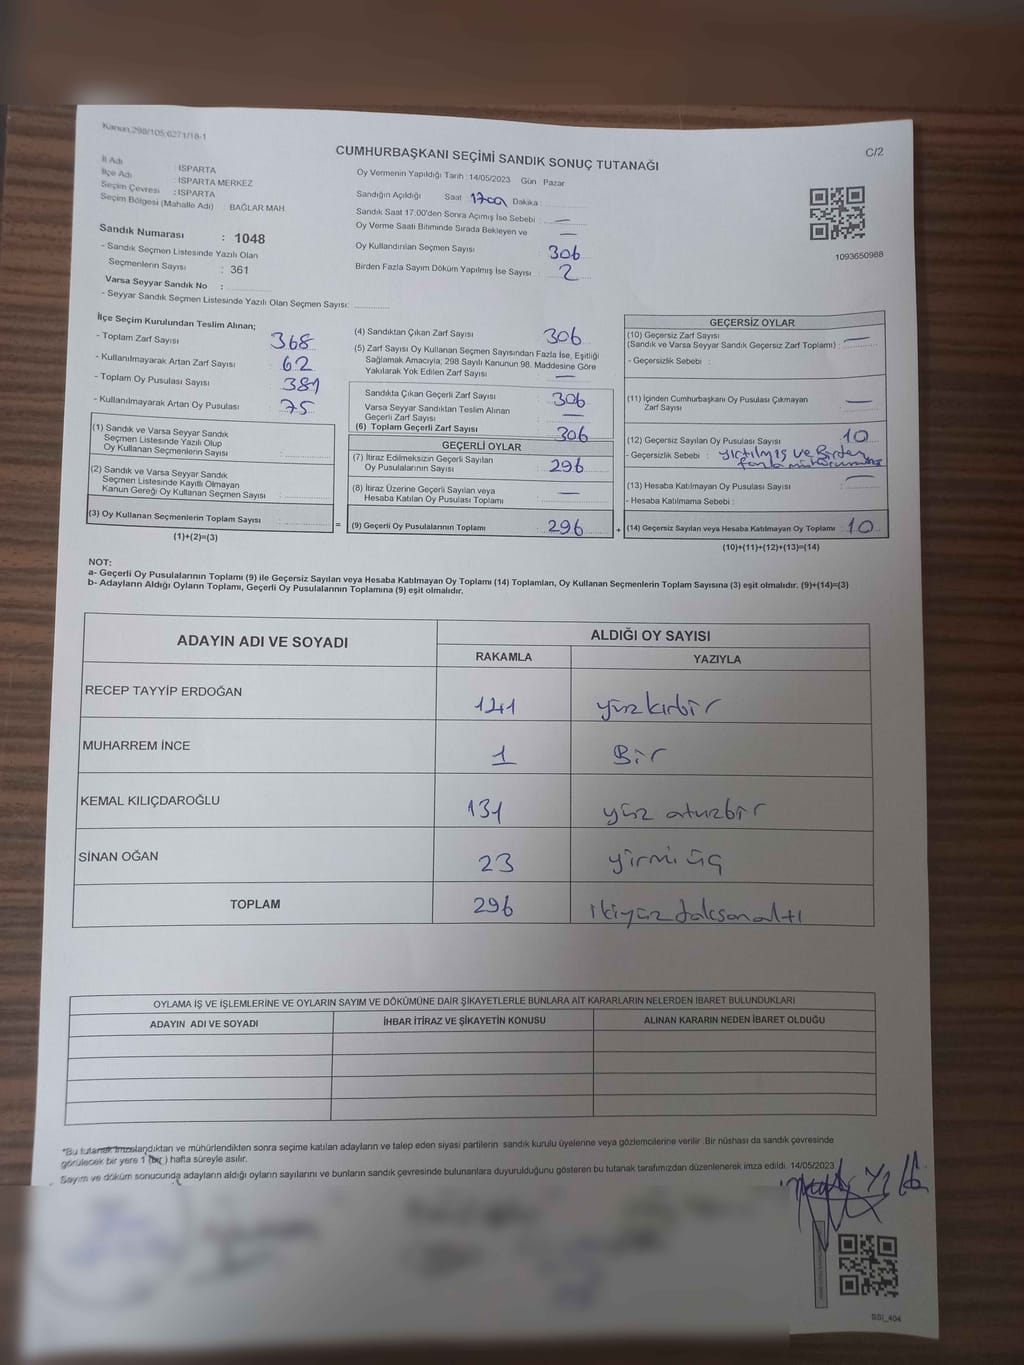 Kanun:298/105;6271/18-1
CUMHURBAŞKANI SEÇİMİ SANDIK SONUÇ TUTANAĞI
C/2
İl Adı : ISPARTA
İlçe Adı : ISPARTA MERKEZ
Seçim Çevresi : ISPARTA
Seçim Bölgesi (Mahalle Adı) : BAĞLAR MAH.
Oy Vermenin Yapıldığı Tarih : 14/05/2023 Gün : Pazar
Sandığın Açıldığı Saat 1700 Dakika :
Sandık Saat 17:00'den Sonra Açımış İse Sebebi : —
Oy Verme Saati Bitiminde Sırada Bekleyen ve —
Oy Kullandırılan Seçmen Sayısı 306
Birden Fazla Sayım Döküm Yapılmış İse Sayısı : 2
1093650988
Sandık Numarası : 1048
- Sandık Seçmen Listesinde Yazılı Olan
Seçmenlerin Sayısı : 361
Varsa Seyyar Sandık No :
- Seyyar Sandık Seçmen Listesinde Yazılı Olan Seçmen Sayısı:
İlçe Seçim Kurulundan Teslim Alınan;
- Toplam Zarf Sayısı : 368
- Kullanılmayarak Artan Zarf Sayısı : 62
- Toplam Oy Pusulası Sayısı : 381
- Kullanılmayarak Artan Oy Pusulası : 75
(1) Sandık ve Varsa Seyyar Sandık
Seçmen Listesinde Yazılı Olup
Oy Kullanan Seçmenlerin Sayısı :
(2) Sandık ve Varsa Seyyar Sandık
Seçmen Listesinde Kayıtlı Olmayan
Kanun Gereği Oy Kullanan Seçmen Sayısı :
(3) Oy Kullanan Seçmenlerin Toplam Sayısı :
(1)+(2)=(3)
=
(4) Sandıktan Çıkan Zarf Sayısı : 306
(5) Zarf Sayısı Oy Kullanan Seçmen Sayısından Fazla İse, Eşitliği
Sağlamak Amacıyla; 298 Sayılı Kanunun 98. Maddesine Göre
Yakılarak Yok Edilen Zarf Sayısı : —
Sandıkta Çıkan Geçerli Zarf Sayısı : 306
Varsa Seyyar Sandıktan Teslim Alınan
Geçerli Zarf Sayısı : —
(6) Toplam Geçerli Zarf Sayısı : 306
GEÇERLİ OYLAR
(7) İtiraz Edilmeksizin Geçerli Sayılan
Oy Pusulalarının Sayısı : 296
(8) İtiraz Üzerine Geçerli Sayılan veya
Hesaba Katılan Oy Pusulası Toplamı : —
(9) Geçerli Oy Pusulalarının Toplamı : 296
+
GEÇERSİZ OYLAR
(10) Geçersiz Zarf Sayısı
(Sandık ve Varsa Seyyar Sandık Geçersiz Zarf Toplamı) : —
- Geçersizlik Sebebi :
(11) İçinden Cumhurbaşkanı Oy Pusulası Çıkmayan
Zarf Sayısı : —
(12) Geçersiz Sayılan Oy Pusulası Sayısı : 10
- Geçersizlik Sebebi : yırtılmış ve Birden
fazla
(13) Hesaba Katılmayan Oy Pusulası Sayısı : —
- Hesaba Katılmama Sebebi :
(14) Geçersiz Sayılan veya Hesaba Katılmayan Oy Toplamı : 10
(10)+(11)+(12)+(13)=(14)
NOT:
a- Geçerli Oy Pusulalarının Toplamı (9) ile Geçersiz Sayılan veya Hesaba Katılmayan Oy Toplamı (14) Toplamları, Oy Kullanan Seçmenlerin Toplam Sayısına (3) eşit olmalıdır. (9)+(14)=(3)
b- Adayların Aldığı Oyların Toplamı, Geçerli Oy Pusulalarının Toplamına (9) eşit olmalıdır.
ADAYIN ADI VE SOYADI
ALDIĞI OY SAYISI
RAKAMLA YAZIYLA
RECEP TAYYİP ERDOĞAN 141 yüz kırbir
MUHARREM İNCE 1 Bir
KEMAL KILIÇDAROĞLU 131 yüz otuzbir
SİNAN OĞAN 23 yirmi üç
TOPLAM 296 ikiyüz doksanaltı
OYLAMA İŞ VE İŞLEMLERİNE VE OYLARIN SAYIM VE DÖKÜMÜNE DAİR ŞİKAYETLERLE BUNLARA AİT KARARLARIN NELERDEN İBARET BULUNDUKLARI
ADAYIN ADI VE SOYADI İHBAR İTİRAZ VE ŞİKAYETİN KONUSU ALINAN KARARIN NEDEN İBARET OLDUĞU
*Bu tutanak imzalandıktan ve mühürlendikten sonra seçime katılan adayların ve talep eden siyasi partilerin sandık kurulu üyelerine veya gözlemcilerine verilir. Bir nüshası da sandık çevresinde
görülecek bir yere 1 (bir) hafta süreyle asılır.
Sayım ve döküm sonucunda adayların aldığı oyların sayılarını ve bunların sandık çevresinde bulunanlara duyurulduğunu gösteren bu tutanak tarafımızdan düzenlenerek imza edildi. 14/05/2023
SSI_404